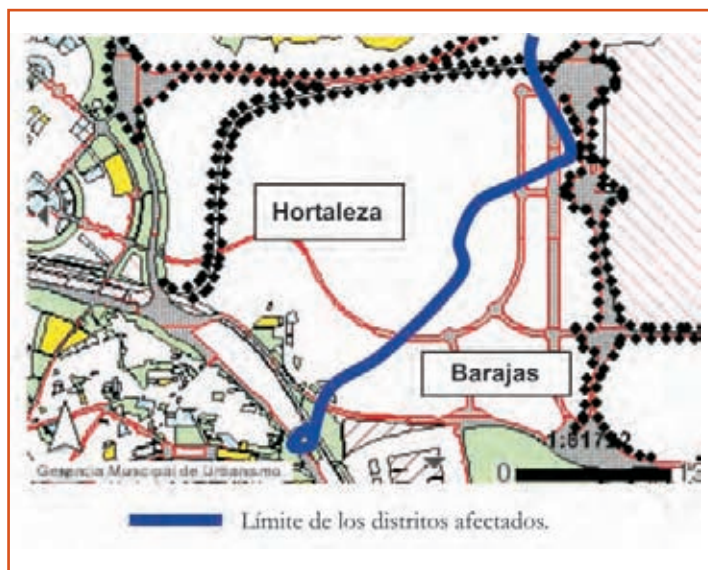 Hortaleza
Barajas
1:61792
Gerencia Municipal de Urbanismo
0
Límite de los distritos afectados.